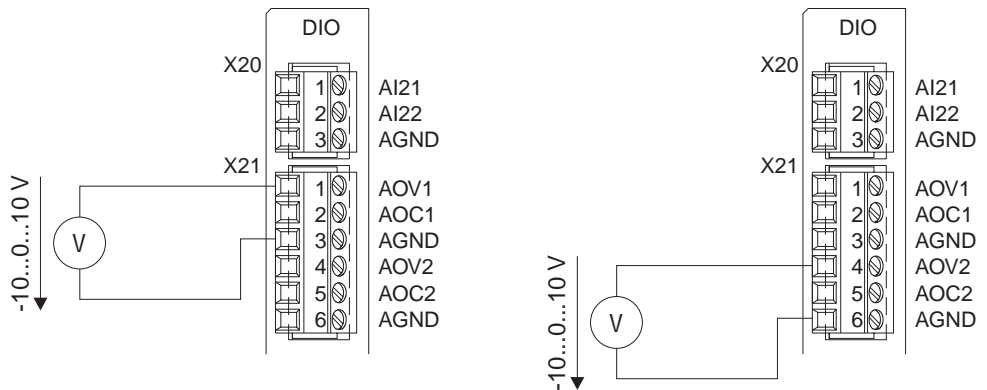 DIO
X20
1 AI21
2 AI22
3 AGND
X21
1 AOV1
2 AOC1
3 AGND
4 AOV2
5 AOC2
6 AGND
V
-10...0...10 V
DIO
X20
1 AI21
2 AI22
3 AGND
X21
1 AOV1
2 AOC1
3 AGND
4 AOV2
5 AOC2
6 AGND
V
-10...0...10 V